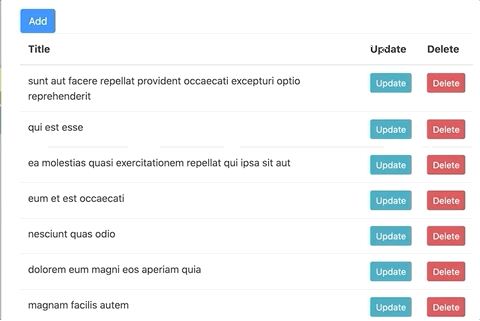 Add
Title Update Delete
sunt aut facere repellat provident occaecati excepturi optio
reprehenderit Update Delete
qui est esse Update Delete
ea molestias quasi exercitationem repellat qui ipsa sit aut Update Delete
eum et est occaecati Update Delete
nesciunt quas odio Update Delete
dolorem eum magni eos aperiam quia Update Delete
magnam facilis autem Update Delete